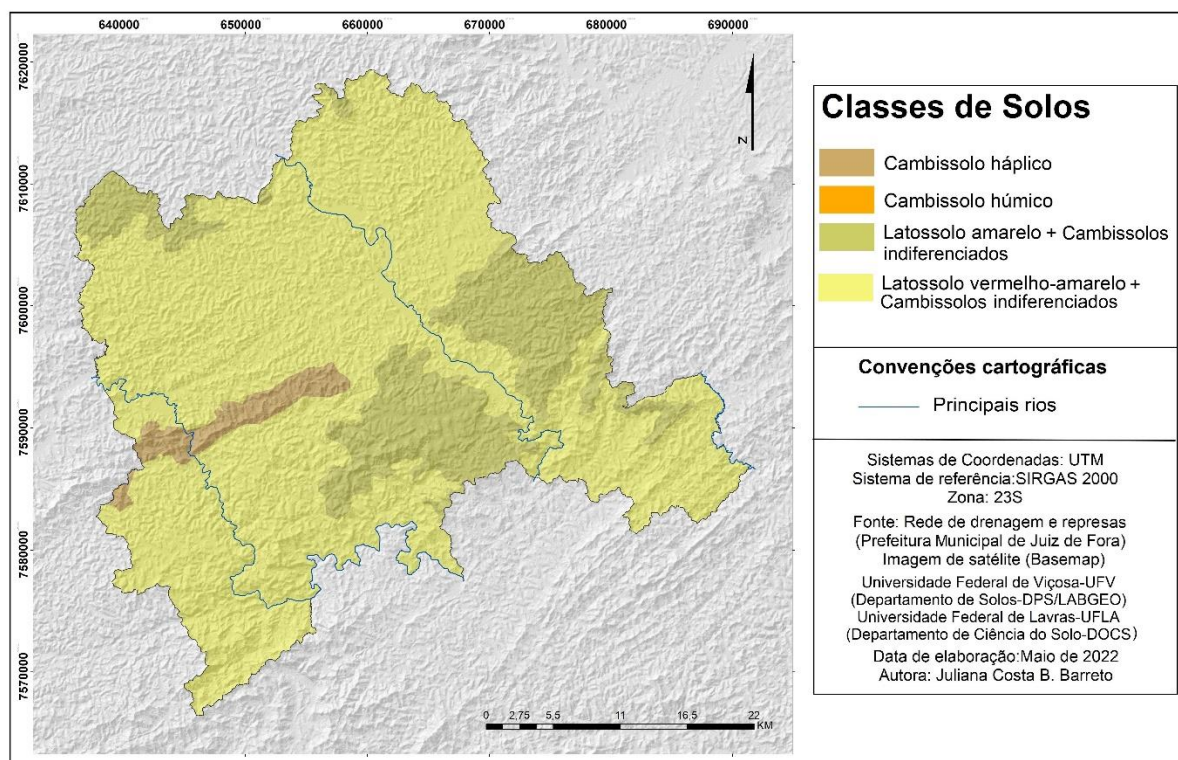 640000 650000 660000 670000 680000 690000
7620000
7610000
7600000
7590000
7580000
7570000
N
0 2,75 5,5 11 16,5 22
KM
Classes de Solos
Cambissolo háplico
Cambissolo húmico
Latossolo amarelo + Cambissolos
indiferenciados
Latossolo vermelho-amarelo +
Cambissolos indiferenciados
Convenções cartográficas
Principais rios
Sistemas de Coordenadas: UTM
Sistema de referência:SIRGAS 2000
Zona: 23S
Fonte: Rede de drenagem e represas
(Prefeitura Municipal de Juiz de Fora)
Imagem de satélite (Basemap)
Universidade Federal de Viçosa-UFV
(Departamento de Solos-DPS/LABGEO)
Universidade Federal de Lavras-UFLA
(Departamento de Ciência do Solo-DOCS)
Data de elaboração:Maio de 2022
Autora: Juliana Costa B. Barreto